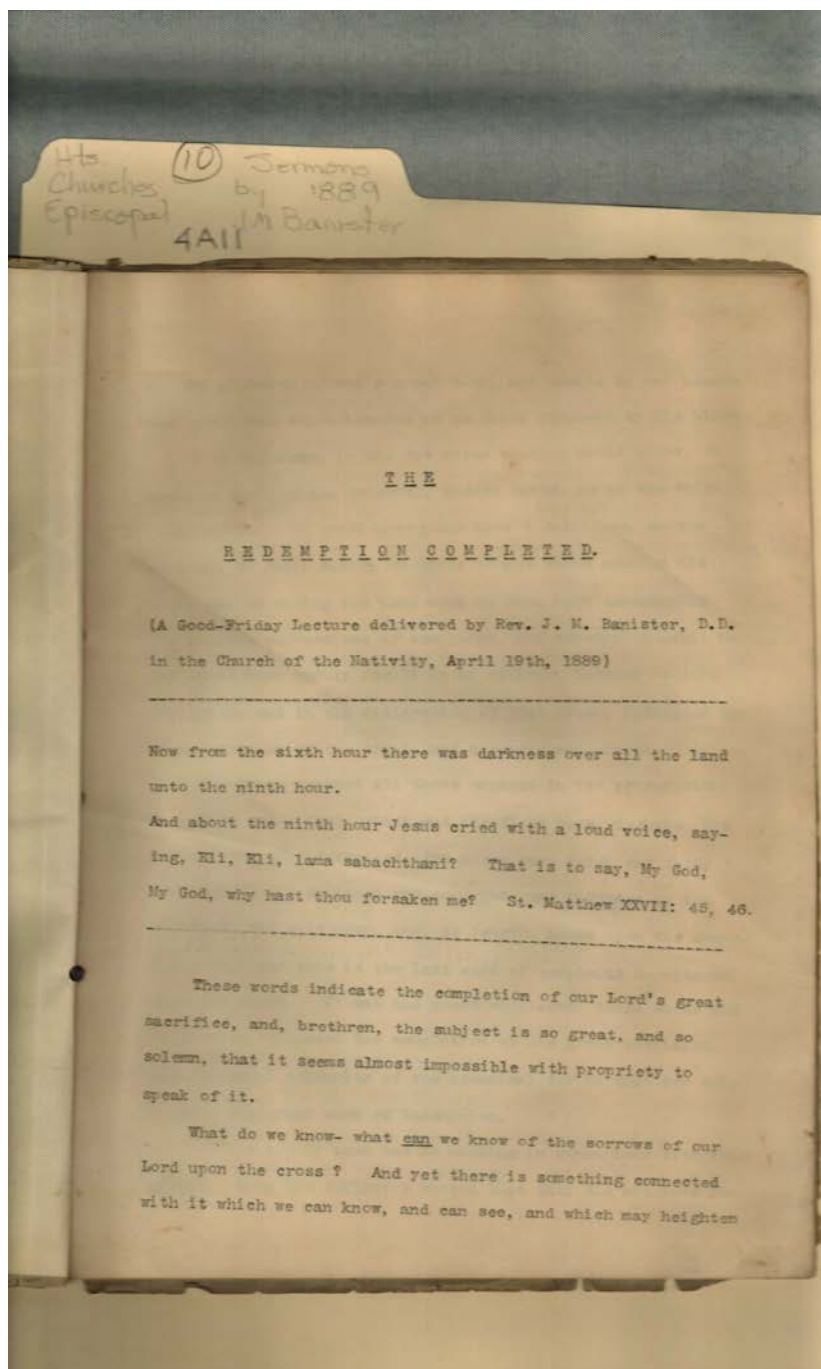 Hts (10) Sermons
Churches by 1889
Episcopal J M Banister
4A11
THE
REDEMPTION COMPLETED.
(A Good-Friday Lecture delivered by Rev. J. M. Banister, D.D.
in the Church of the Nativity, April 19th, 1889)
Now from the sixth hour there was darkness over all the land
unto the ninth hour.
And about the ninth hour Jesus cried with a loud voice, say-
ing, Eli, Eli, lama sabachthani? That is to say, My God,
My God, why hast thou forsaken me? St. Matthew XXVII: 45, 46.
These words indicate the completion of our Lord's great
sacrifice, and, brethren, the subject is so great, and so
solemn, that it seems almost impossible with propriety to
speak of it.
What do we know- what can we know of the sorrows of our
Lord upon the cross ? And yet there is something connected
with it which we can know, and can see, and which may heighten